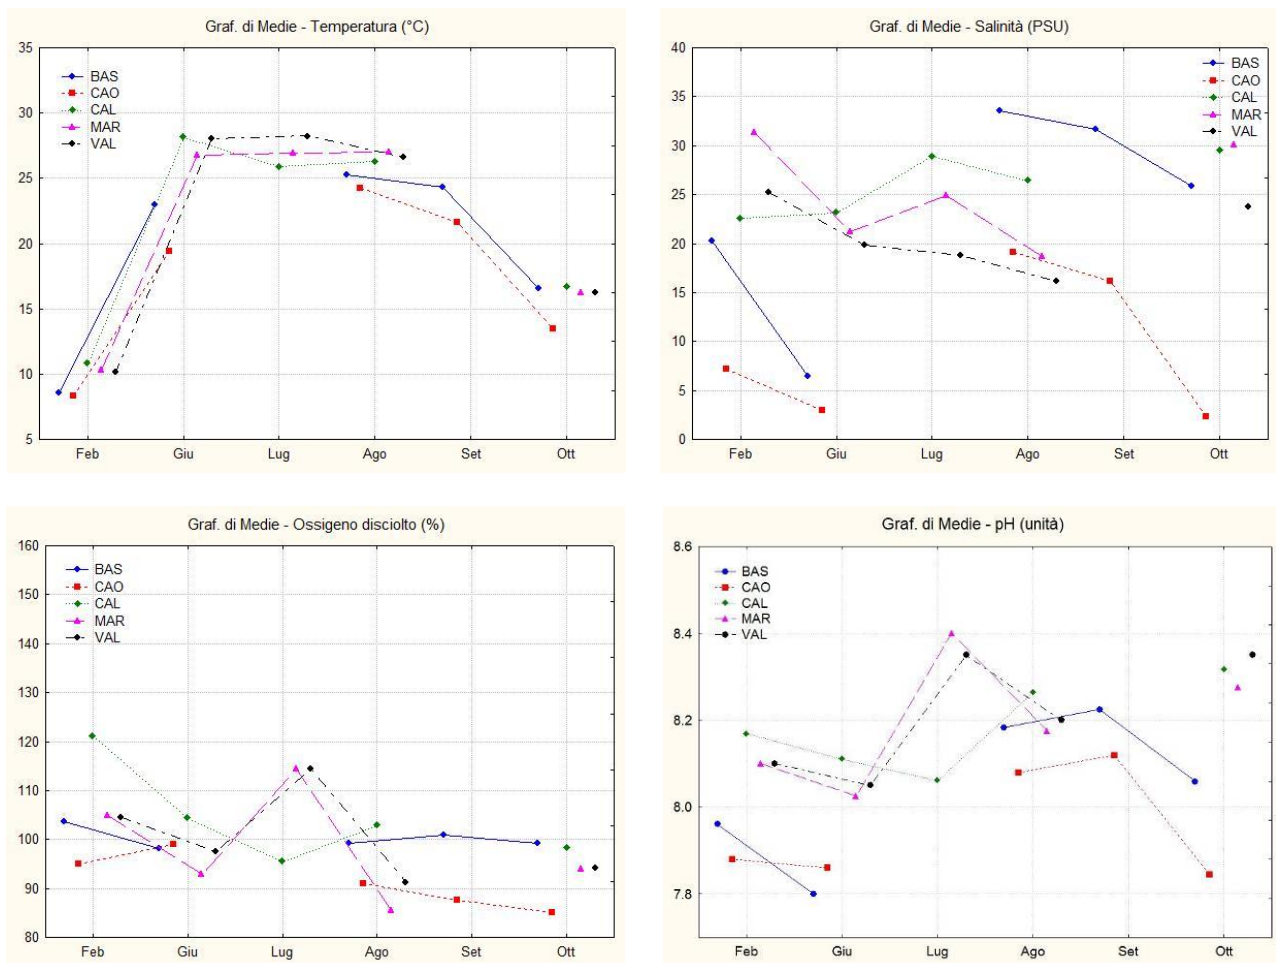 Graf. di Medie - Temperatura (°C)
35
30
25
20
15
10
5
BAS
CAO
CAL
MAR
VAL
Feb Giu Lug Ago Set Ott
Graf. di Medie - Salinità (PSU)
40
35
30
25
20
15
10
5
0
BAS
CAO
CAL
MAR
VAL
Feb Giu Lug Ago Set Ott
Graf. di Medie - Ossigeno disciolto (%)
160
150
140
130
120
110
100
90
80
BAS
CAO
CAL
MAR
VAL
Feb Giu Lug Ago Set Ott
Graf. di Medie - pH (unità)
8.6
8.4
8.2
8.0
7.8
BAS
CAO
CAL
MAR
VAL
Feb Giu Lug Ago Set Ott